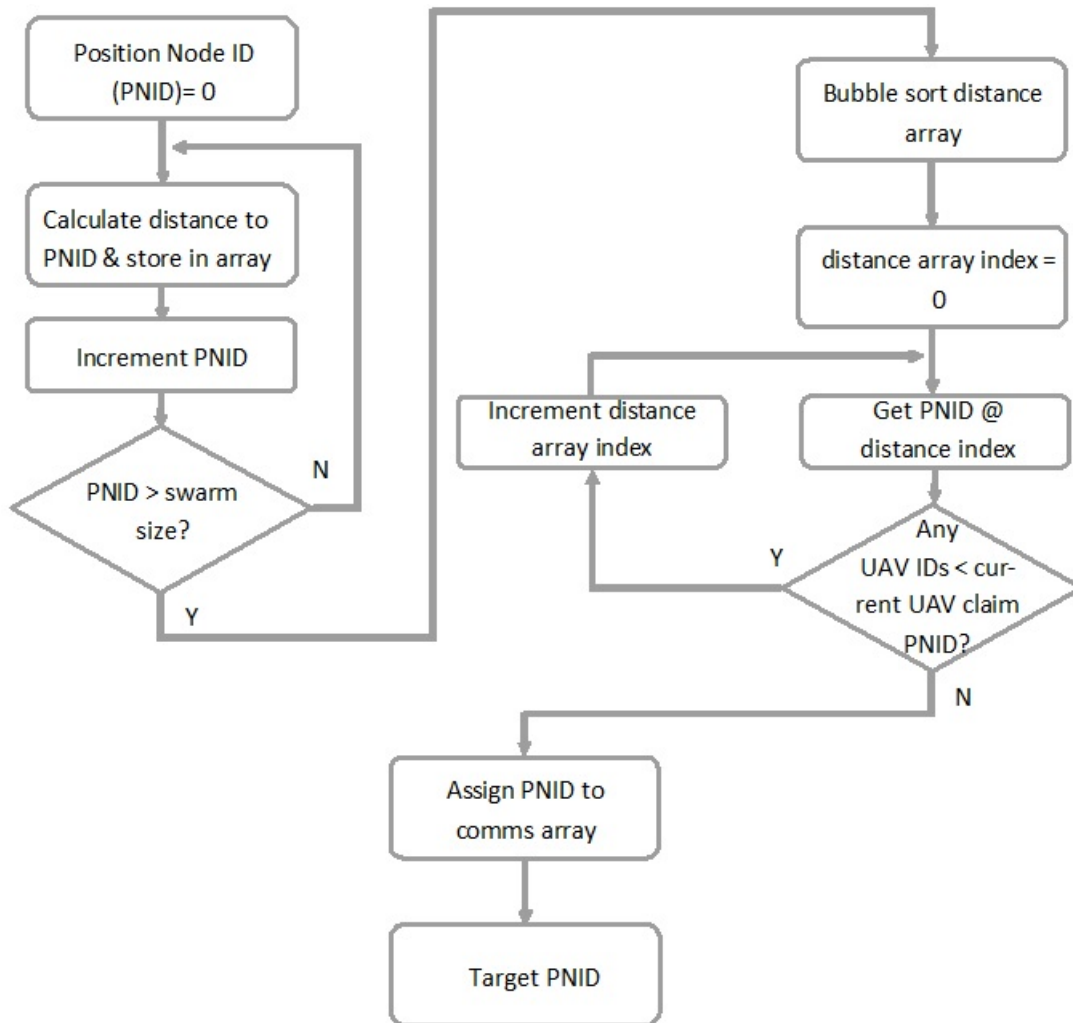 Position Node ID
(PNID)= 0
Calculate distance to
PNID & store in array
Increment PNID
PNID > swarm
size?
N
Y
Bubble sort distance
array
distance array index =
0
Increment distance
array index
Get PNID @
distance index
Any
UAV IDs < cur-
rent UAV claim
PNID?
Y
N
Assign PNID to
comms array
Target PNID